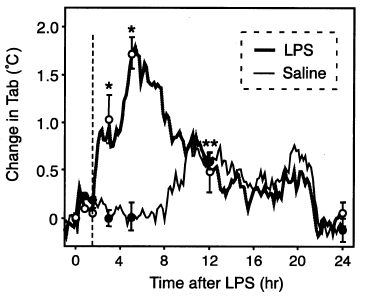 Change in Tab (°C)
2.0
1.5
1.0
0.5
0
*
*
**
LPS
Saline
0 4 8 12 16 20 24
Time after LPS (hr)